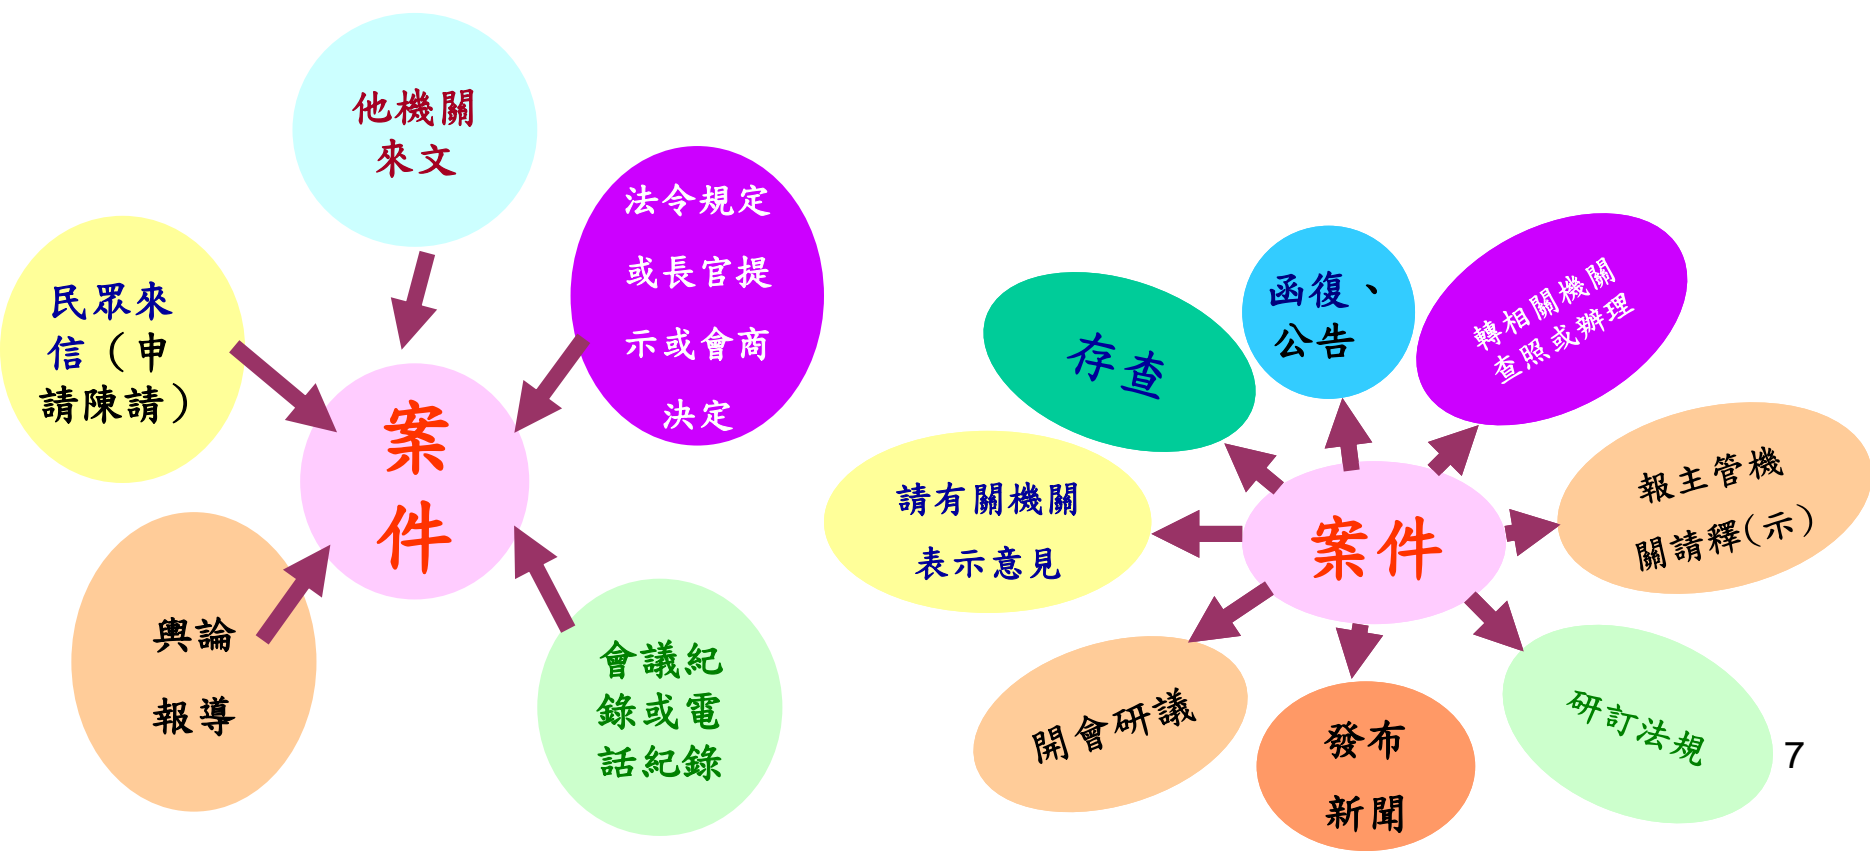 他機關
來文
法令規定
或長官提
示或會商
決定
民眾來
信（申
請陳請）
案
件
輿論
報導
會議紀
錄或電
話紀錄
函復、
公告
轉相關機關
查照或辦理
存查
報主管機
關請釋(示)
請有關機關
表示意見
案件
開會研議
發布
新聞
研訂法規
7